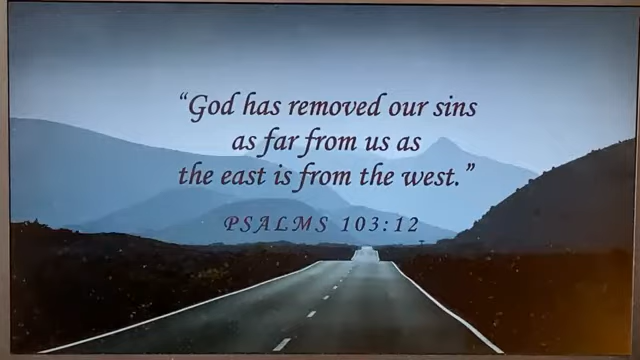 “God has removed our sins
as far from us as
the east is from the west.”
PSALMS 103:12